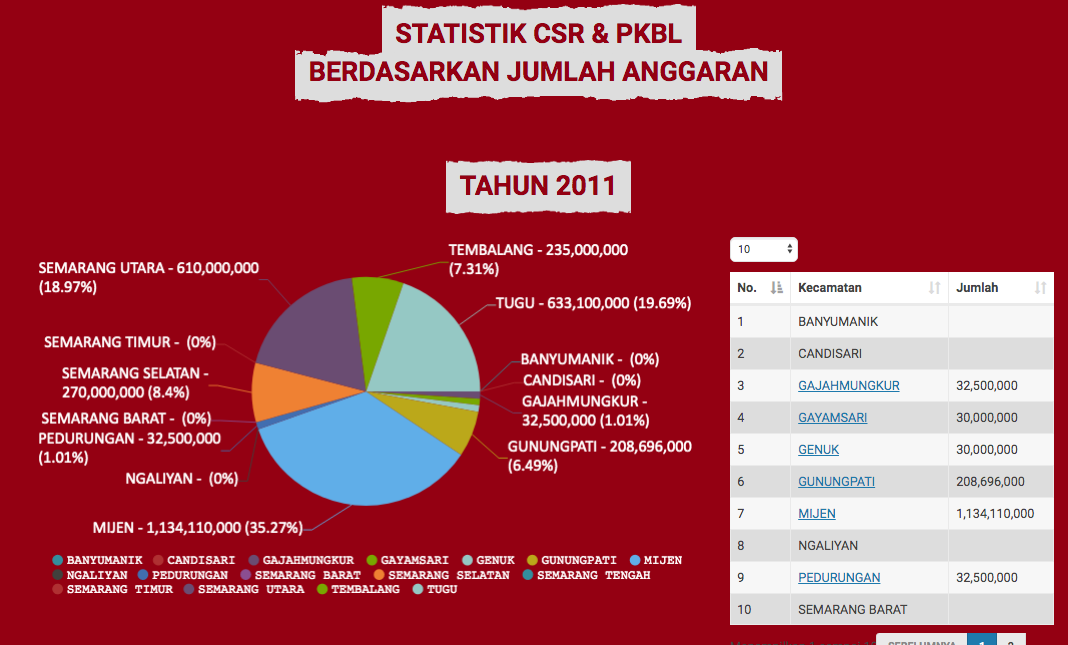 STATISTIK CSR & PKBL
BERDASARKAN JUMLAH ANGGARAN
TAHUN 2011
TEMBALANG - 235,000,000
(7.31%)
SEMARANG UTARA - 610,000,000
(18.97%)
TUGU - 633,100,000 (19.69%)
SEMARANG TIMUR - (0%)
BANYUMANIK - (0%)
SEMARANG SELATAN -
270,000,000 (8.4%)
CANDISARI - (0%)
GAJAHMUNGKUR -
32,500,000 (1.01%)
SEMARANG BARAT - (0%)
PEDURUNGAN - 32,500,000
(1.01%)
GUNUNGPATI - 208,696,000
(6.49%)
NGALIYAN - (0%)
MIJEN - 1,134,110,000 (35.27%)
BANYUMANIK CANDISARI GAJAHMUNGKUR GAYAMSARI GENUK GUNUNGPATI MIJEN
NGALIYAN PEDURUNGAN SEMARANG BARAT SEMARANG SELATAN SEMARANG TENGAH
SEMARANG TIMUR SEMARANG UTARA TEMBALANG TUGU
10
No. Kecamatan Jumlah
1 BANYUMANIK
2 CANDISARI
3 GAJAHMUNGKUR 32,500,000
4 GAYAMSARI 30,000,000
5 GENUK 30,000,000
6 GUNUNGPATI 208,696,000
7 MIJEN 1,134,110,000
8 NGALIYAN
9 PEDURUNGAN 32,500,000
10 SEMARANG BARAT
SEBELUMNYA 1 2